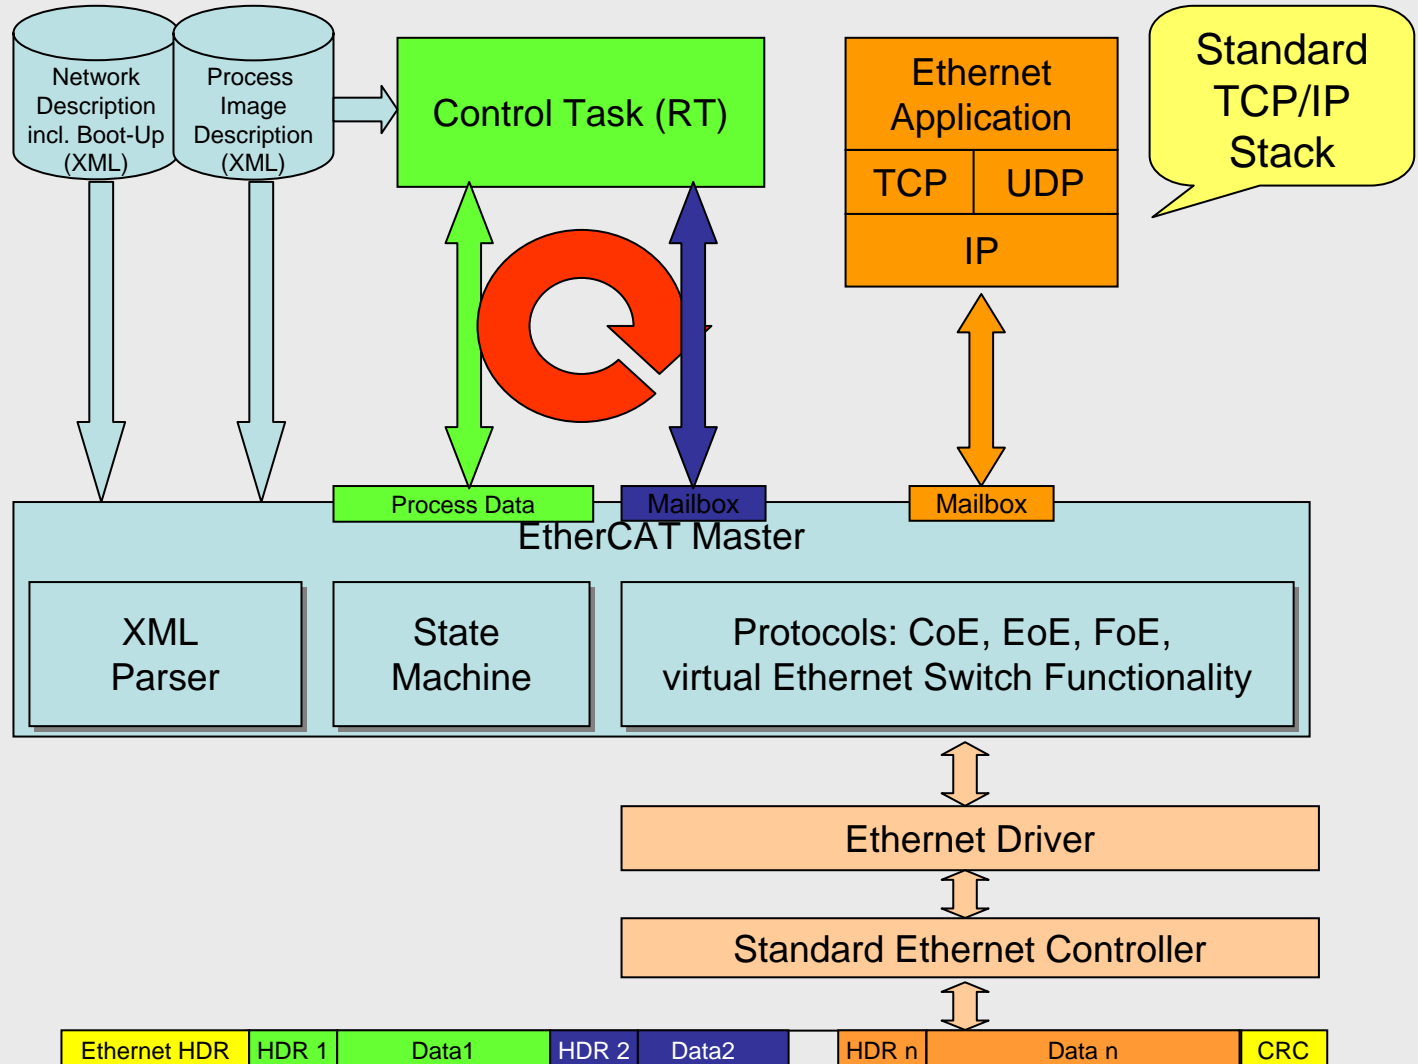 Network
Description
incl. Boot-Up
(XML)
Process
Image
Description
(XML)
Control Task (RT)
Ethernet
Application
TCP
UDP
IP
Standard
TCP/IP
Stack
Process Data
Mailbox
Mailbox
EtherCAT Master
XML
Parser
State
Machine
Protocols: CoE, EoE, FoE,
virtual Ethernet Switch Functionality
Ethernet Driver
Standard Ethernet Controller
Ethernet HDR
HDR 1
Data1
HDR 2
Data2
HDR n
Data n
CRC